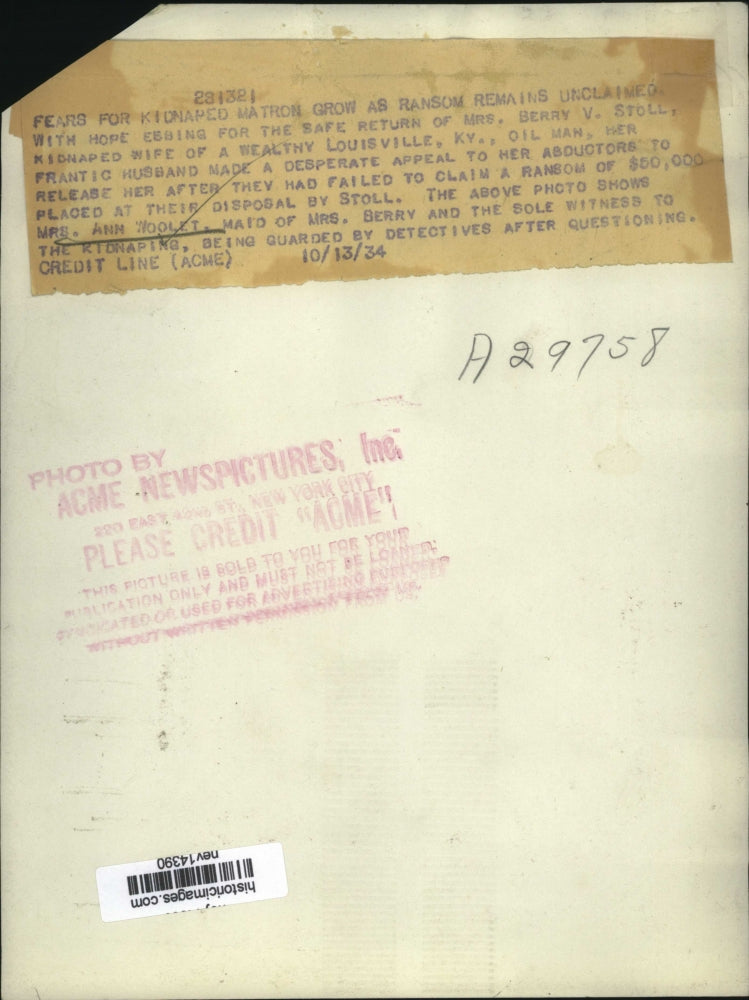 231321
FEARS FOR KIDNAPED MATRON GROW AS RANSOM REMAINS UNCLAIMED.
WITH HOPE EBBING FOR THE SAFE RETURN OF MRS. BERRY V. STOLL,
KIDNAPED WIFE OF A WEALTHY LOUISVILLE, KY., OIL MAN, HER
FRANTIC HUSBAND MADE A DESPERATE APPEAL TO HER ABDUCTORS TO
RELEASE HER AFTER THEY HAD FAILED TO CLAIM A RANSOM OF $50,000
PLACED AT THEIR DISPOSAL BY STOLL. THE ABOVE PHOTO SHOWS
MRS. ANN WOOLET, MAID OF MRS. BERRY AND THE SOLE WITNESS TO
THE KIDNAPING, BEING GUARDED BY DETECTIVES AFTER QUESTIONING.
CREDIT LINE (ACME) 10/13/34
A29758
PHOTO BY
ACME NEWSPICTURES, Inc.
220 EAST 42nd ST., NEW YORK CITY
PLEASE CREDIT "ACME"
THIS PICTURE IS SOLD TO YOU FOR YOUR
PUBLICATION ONLY AND MUST NOT BE LOANED,
SYNDICATED OR USED FOR ADVERTISING PURPOSES
WITHOUT WRITTEN PERMISSION FROM US.
historicimages.com
nev14390